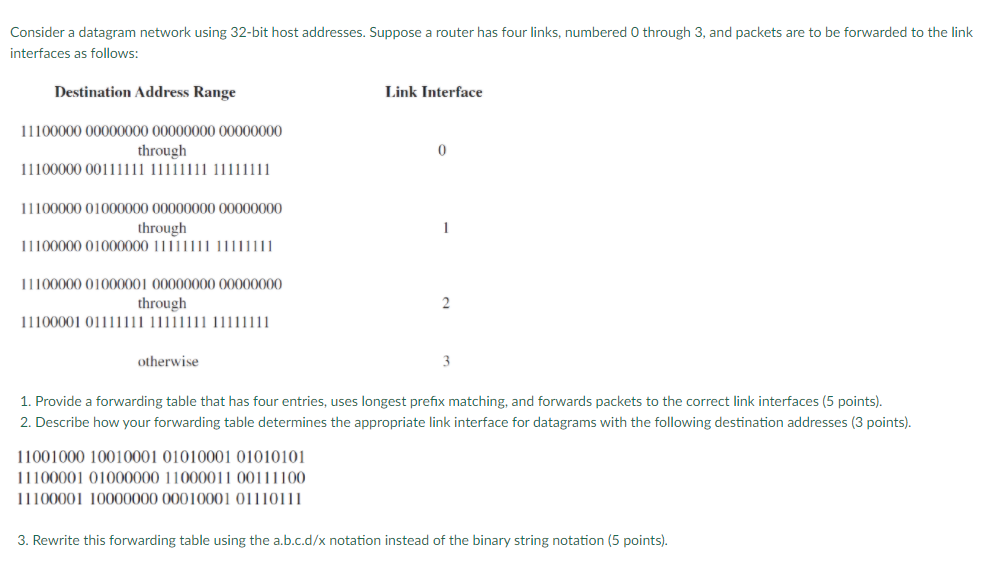 Consider a datagram network using 32-bit host addresses. Suppose a router has four links, numbered 0 through 3, and packets are to be forwarded to the link
interfaces as follows:
Destination Address Range Link Interface
11100000 00000000 00000000 00000000
through 0
11100000 00111111 11111111 11111111
11100000 01000000 00000000 00000000
through 1
11100000 01000000 11111111 11111111
11100000 01000001 00000000 00000000
through 2
11100001 01111111 11111111 11111111
otherwise 3
1. Provide a forwarding table that has four entries, uses longest prefix matching, and forwards packets to the correct link interfaces (5 points).
2. Describe how your forwarding table determines the appropriate link interface for datagrams with the following destination addresses (3 points).
11001000 10010001 01010001 01010101
11100001 01000000 11000011 00111100
11100001 10000000 00010001 01110111
3. Rewrite this forwarding table using the a.b.c.d/x notation instead of the binary string notation (5 points).